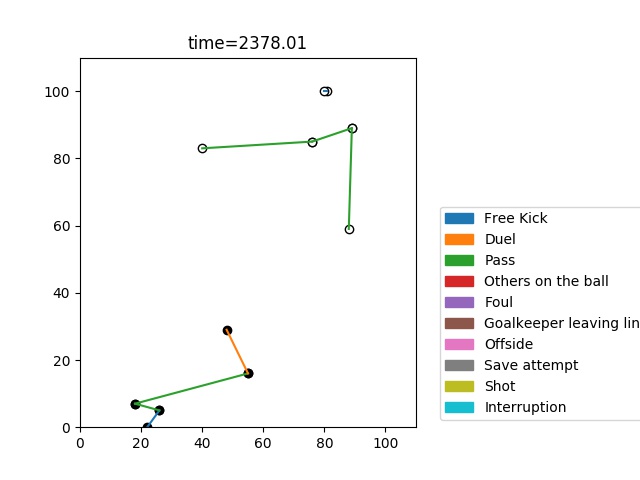 time=2378.01
100
80
60
40
20
0
0 20 40 60 80 100
Free Kick
Duel
Pass
Others on the ball
Foul
Goalkeeper leaving lin
Offside
Save attempt
Shot
Interruption